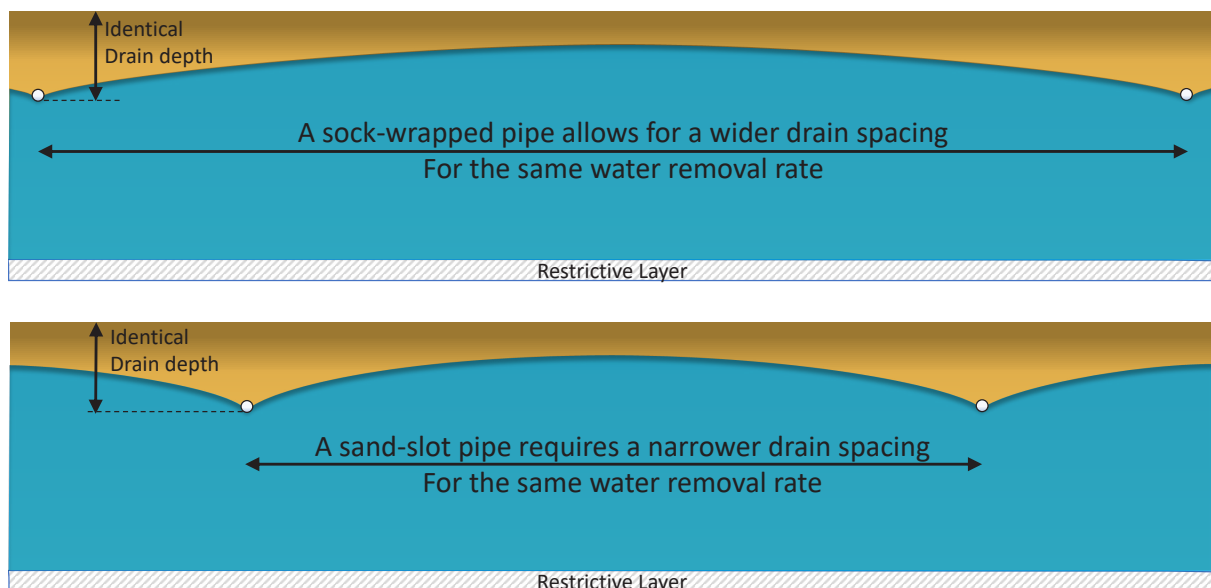 Identical
Drain depth
A sock-wrapped pipe allows for a wider drain spacing
For the same water removal rate
Restrictive Layer
Identical
Drain depth
A sand-slot pipe requires a narrower drain spacing
For the same water removal rate
Restrictive Layer